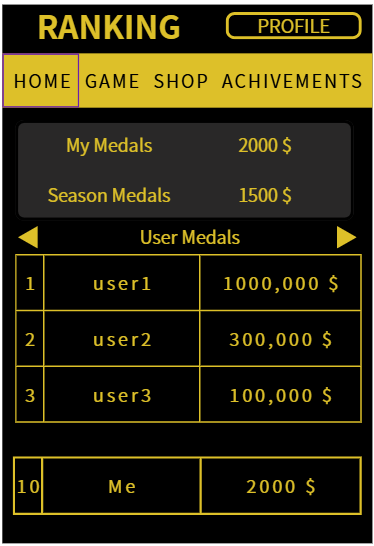 RANKING PROFILE
HOME GAME SHOP ACHIVEMENTS
My Medals 2000 $
Season Medals 1500 $
User Medals
1 user1 1000,000 $
2 user2 300,000 $
3 user3 100,000 $
10 Me 2000 $